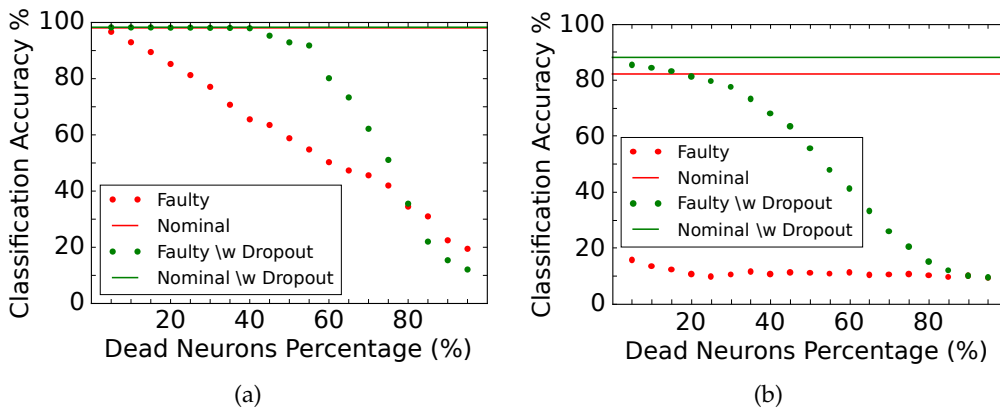 100
80
60
40
20
0
Classification Accuracy %
Faulty
Nominal
Faulty \w Dropout
Nominal \w Dropout
20 40 60 80
Dead Neurons Percentage (%)
(a)
100
80
60
40
20
0
Classification Accuracy %
Faulty
Nominal
Faulty \w Dropout
Nominal \w Dropout
20 40 60 80
Dead Neurons Percentage (%)
(b)